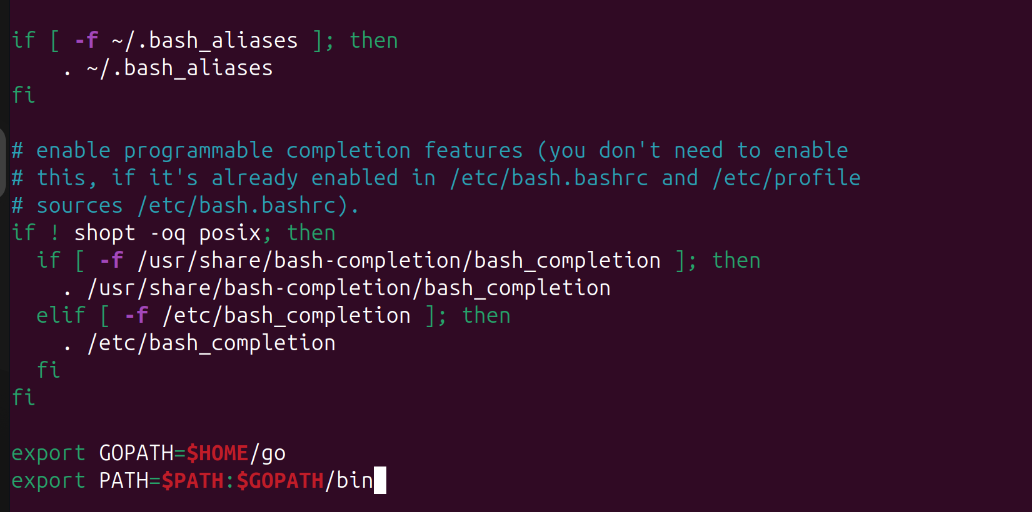 if [ -f ~/.bash_aliases ]; then
    . ~/.bash_aliases
fi

# enable programmable completion features (you don't need to enable
# this, if it's already enabled in /etc/bash.bashrc and /etc/profile
# sources /etc/bash.bashrc).
if ! shopt -oq posix; then
  if [ -f /usr/share/bash-completion/bash_completion ]; then
    . /usr/share/bash-completion/bash_completion
  elif [ -f /etc/bash_completion ]; then
    . /etc/bash_completion
  fi
fi

export GOPATH=$HOME/go
export PATH=$PATH:$GOPATH/bin